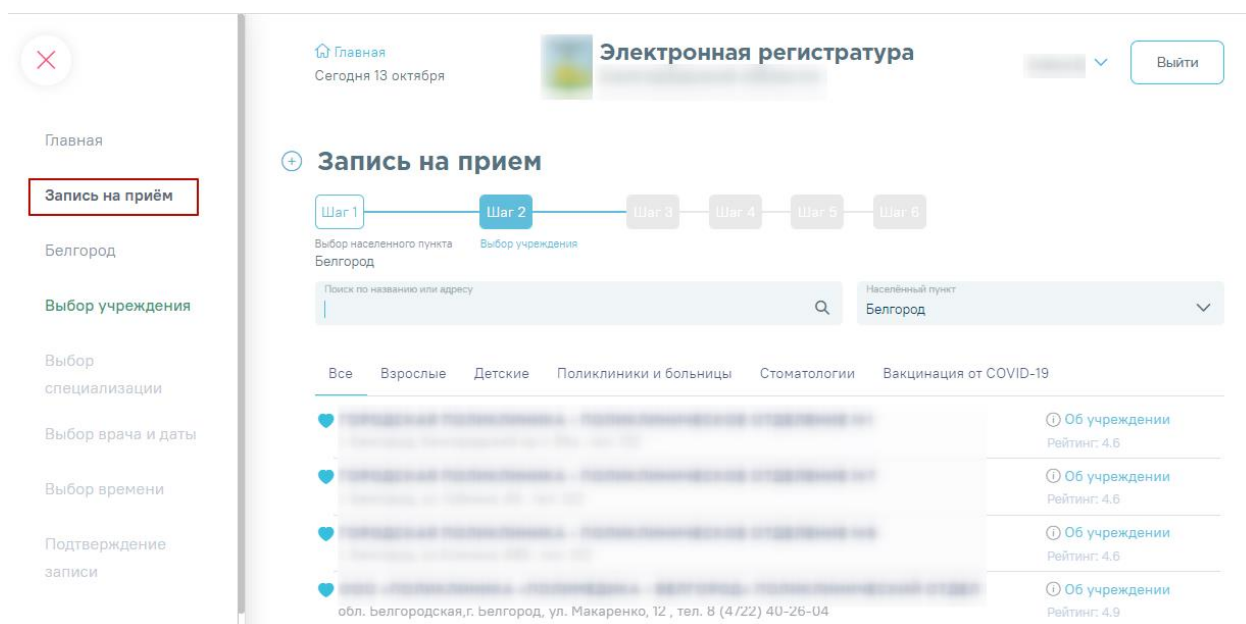 Главная
Сегодня 13 октября
Электронная регистратура
Выйти
Главная
Запись на приём
Белгород
Выбор учреждения
Выбор
специализации
Выбор врача и даты
Выбор времени
Подтверждение
записи
Запись на прием
Шаг 1
Шаг 2
Шаг 3
Шаг 4
Шаг 5
Шаг 6
Выбор населенного пункта
Белгород
Выбор учреждения
Поиск по названию или адресу
Населённый пункт
Белгород
Все
Взрослые
Детские
Поликлиники и больницы
Стоматологии
Вакцинация от COVID-19
Об учреждении
Рейтинг: 4.6
Об учреждении
Рейтинг: 4.6
Об учреждении
Рейтинг: 4.6
Об учреждении
обл. Белгородская,г. Белгород, ул. Макаренко, 12 , тел. 8 (4722) 40-26-04
Рейтинг: 4.9